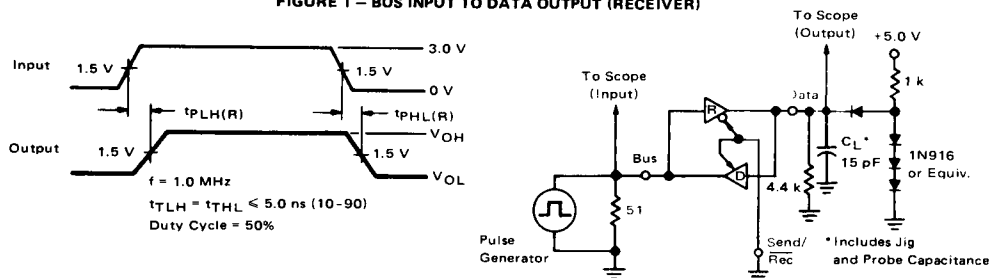 FIGURE 1 – BUS INPUT TO DATA OUTPUT (RECEIVER)
Input
1.5 V
3.0 V
1.5 V
0 V
tPLH(R)
tPHL(R)
Output
1.5 V
VOH
1.5 V
VOL
f = 1.0 MHz
tTLH = tTHL ≤ 5.0 ns (10-90)
Duty Cycle = 50%
To Scope
(Output)
+5.0 V
1 k
To Scope
(Input)
R
Data
Bus
D
CL*
15 pF
1N916
or Equiv.
4.4 k
51
Pulse
Generator
Send/
Rec
* Includes Jig
and Probe Capacitance